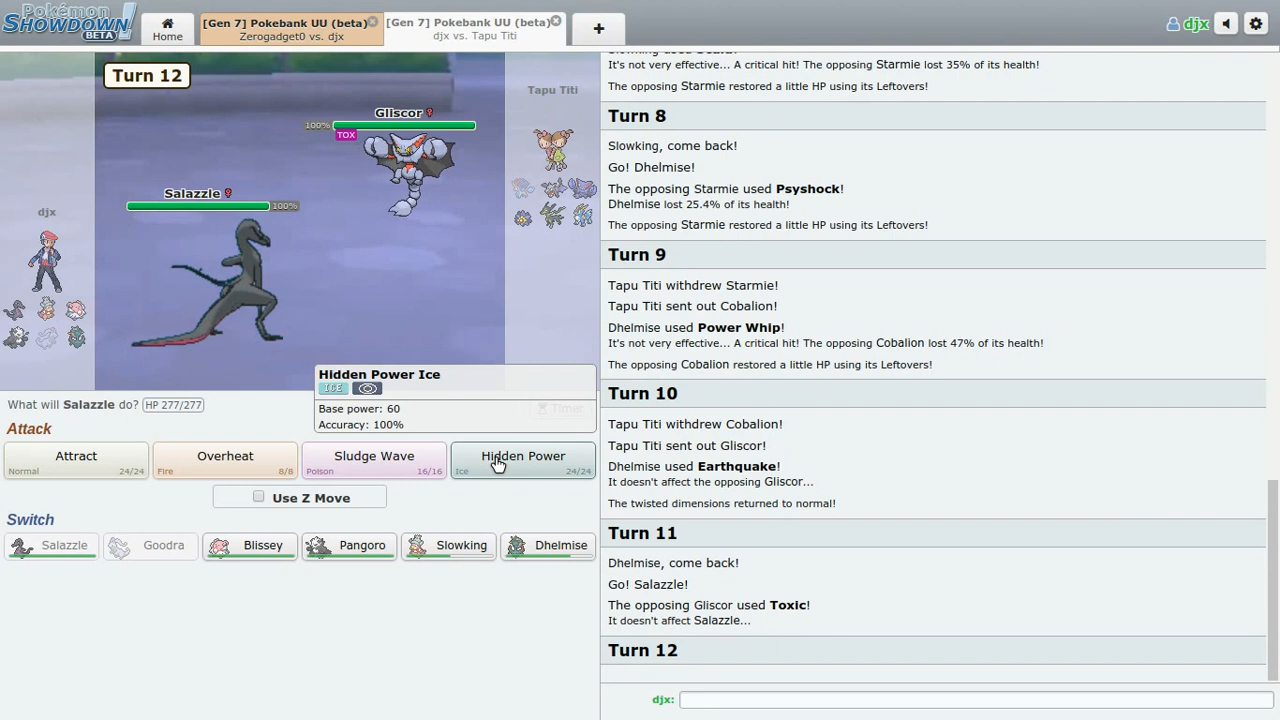 Pokémon
SHOWDOWN!
BETA
Home
[Gen 7] Pokebank UU (beta)
Zerogadget0 vs. djx
[Gen 7] Pokebank UU (beta)
djx vs. Tapu Titi
+
djx
Turn 12
Tapu Titi
Gliscor
100%
TOX
Salazzle
100%
djx
Hidden Power Ice
ICE
Base power: 60
Accuracy: 100%
Timer
What will Salazzle do? HP 277/277
Attack
Attract
Normal 24/24
Overheat
Fire 8/8
Sludge Wave
Poison 16/16
Hidden Power
Ice 24/24
Use Z Move
Switch
Salazzle
Goodra
Blissey
Pangoro
Slowking
Dhelmise
It's not very effective... A critical hit! The opposing Starmie lost 35% of its health!
The opposing Starmie restored a little HP using its Leftovers!
Turn 8
Slowking, come back!
Go! Dhelmise!
The opposing Starmie used Psyshock!
Dhelmise lost 25.4% of its health!
The opposing Starmie restored a little HP using its Leftovers!
Turn 9
Tapu Titi withdrew Starmie!
Tapu Titi sent out Cobalion!
Dhelmise used Power Whip!
It's not very effective... A critical hit! The opposing Cobalion lost 47% of its health!
The opposing Cobalion restored a little HP using its Leftovers!
Turn 10
Tapu Titi withdrew Cobalion!
Tapu Titi sent out Gliscor!
Dhelmise used Earthquake!
It doesn't affect the opposing Gliscor...
The twisted dimensions returned to normal!
Turn 11
Dhelmise, come back!
Go! Salazzle!
The opposing Gliscor used Toxic!
It doesn't affect Salazzle...
Turn 12
djx: